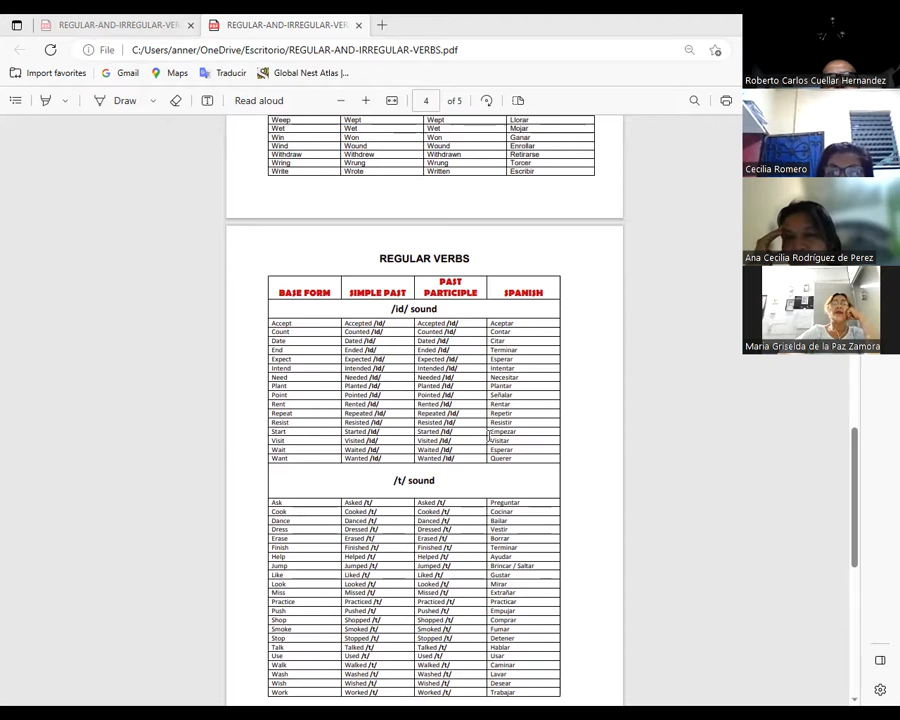 REGULAR-AND-IRREGULAR-VE
REGULAR-AND-IRREGULAR-VERBS.
File C:/Users/anner/OneDrive/Escritorio/REGULAR-AND-IRREGULAR-VERBS.pdf
Import favorites Gmail Maps Traducir Global Nest Atlas |...
Draw Read aloud 4 of 5
Weep Wept Wept Llorar
Wet Wet Wet Mojar
Win Won Won Ganar
Wind Wound Wound Enrollar
Withdraw Withdrew Withdrawn Retirarse
Wring Wrung Wrung Torcer
Write Wrote Written Escribir
REGULAR VERBS
BASE FORM SIMPLE PAST PAST PARTICIPLE SPANISH
/id/ sound
Accept Accepted /id/ Accepted /id/ Aceptar
Count Counted /id/ Counted /id/ Contar
Date Dated /id/ Dated /id/ Citar
End Ended /id/ Ended /id/ Terminar
Expect Expected /id/ Expected /id/ Esperar
Intend Intended /id/ Intended /id/ Intentar
Need Needed /id/ Needed /id/ Necesitar
Plant Planted /id/ Planted /id/ Plantar
Point Pointed /id/ Pointed /id/ Señalar
Rent Rented /id/ Rented /id/ Rentar
Repeat Repeated /id/ Repeated /id/ Repetir
Resist Resisted /id/ Resisted /id/ Resistir
Start Started /id/ Started /id/ Empezar
Visit Visited /id/ Visited /id/ Visitar
Wait Waited /id/ Waited /id/ Esperar
Want Wanted /id/ Wanted /id/ Querer
/t/ sound
Ask Asked /t/ Asked /t/ Preguntar
Cook Cooked /t/ Cooked /t/ Cocinar
Dance Danced /t/ Danced /t/ Bailar
Dress Dressed /t/ Dressed /t/ Vestir
Erase Erased /t/ Erased /t/ Borrar
Finish Finished /t/ Finished /t/ Terminar
Help Helped /t/ Helped /t/ Ayudar
Jump Jumped /t/ Jumped /t/ Brincar / Saltar
Like Liked /t/ Liked /t/ Gustar
Look Looked /t/ Looked /t/ Mirar
Miss Missed /t/ Missed /t/ Extrañar
Practice Practiced /t/ Practiced /t/ Practicar
Push Pushed /t/ Pushed /t/ Empujar
Shop Shopped /t/ Shopped /t/ Comprar
Smoke Smoked /t/ Smoked /t/ Fumar
Stop Stopped /t/ Stopped /t/ Detener
Talk Talked /t/ Talked /t/ Hablar
Use Used /t/ Used /t/ Usar
Walk Walked /t/ Walked /t/ Caminar
Wash Washed /t/ Washed /t/ Lavar
Wish Wished /t/ Wished /t/ Desear
Work Worked /t/ Worked /t/ Trabajar
Roberto Carlos Cuellar Hernandez
Cecilia Romero
Ana Cecilia Rodríguez de Perez
Maria Griselda de la Paz Zamora